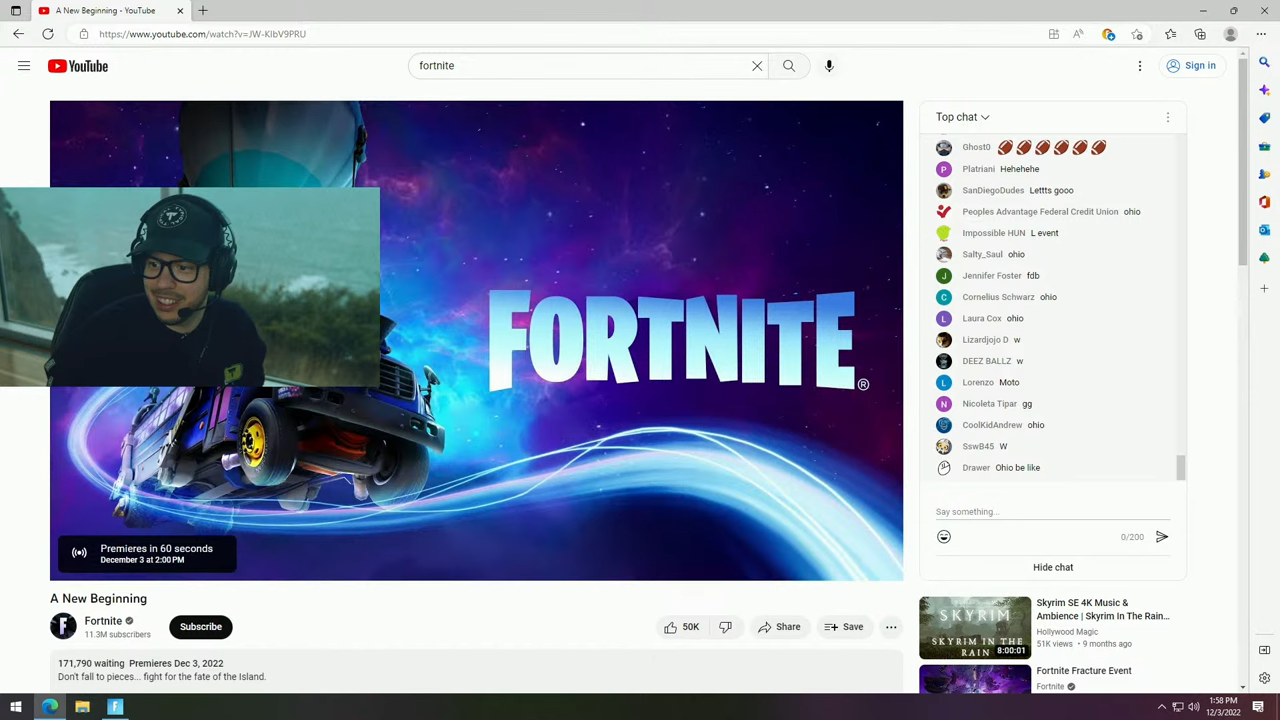 A New Beginning - YouTube
https://www.youtube.com/watch?v=JW-KIbV9PRU
YouTube
fortnite
Sign in
FORTNITE®
Premieres in 60 seconds
December 3 at 2:00 PM
A New Beginning
Fortnite
11.3M subscribers
Subscribe
50K
Share
Save
171,790 waiting Premieres Dec 3, 2022
Don't fall to pieces... fight for the fate of the Island.
Top chat
Ghost0
Platriani Hehehehe
SanDiegoDudes Lettts gooo
Peoples Advantage Federal Credit Union ohio
Impossible HUN L event
Salty_Saul ohio
Jennifer Foster fdb
Cornelius Schwarz ohio
Laura Cox ohio
Lizardjojo D w
DEEZ BALLZ w
Lorenzo Moto
Nicoleta Tipar gg
CoolKidAndrew ohio
SswB45 W
Drawer Ohio be like
Say something...
0/200
Hide chat
SKYRIM
SKYRIM IN THE RAIN
8:00:01
Skyrim SE 4K Music &
Ambience | Skyrim In The Rain...
Hollywood Magic
51K views • 9 months ago
Fortnite Fracture Event
Fortnite
1:58 PM
12/3/2022